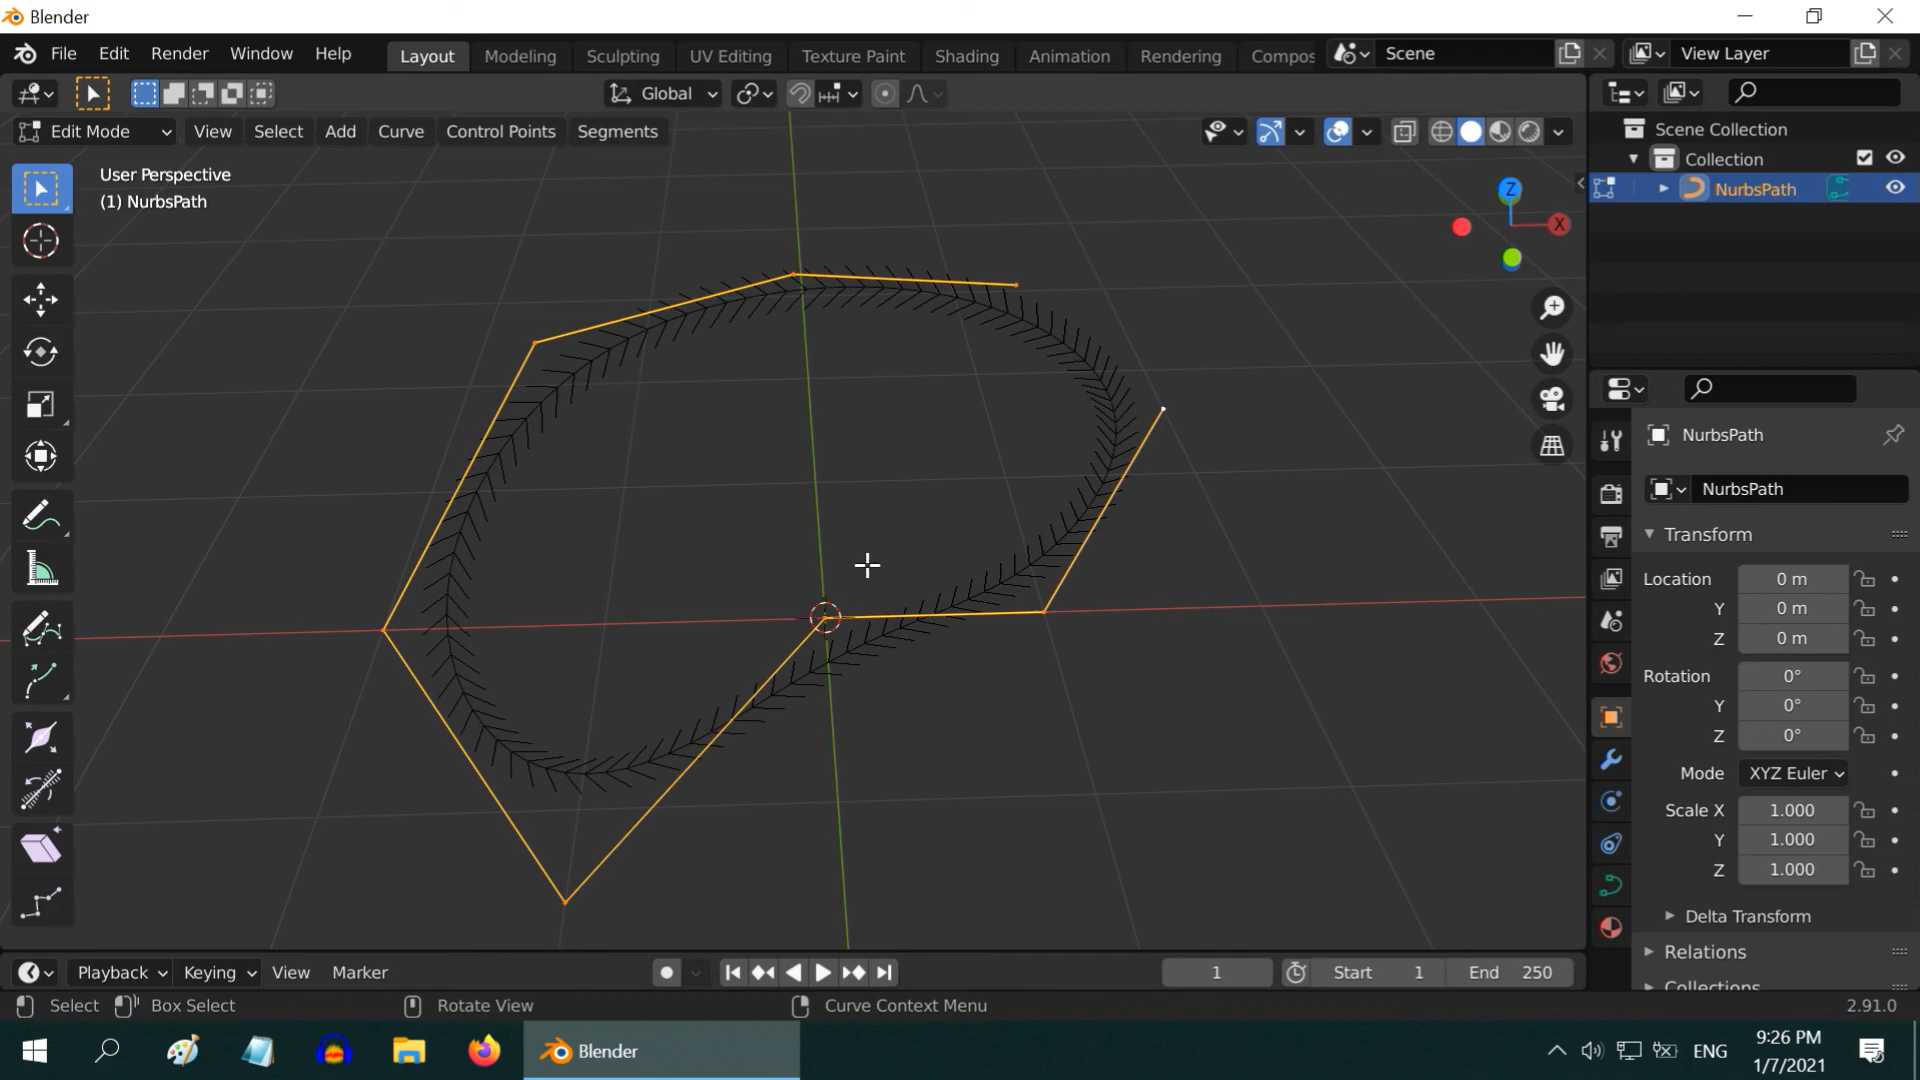 Blender
File Edit Render Window Help Layout Modeling Sculpting UV Editing Texture Paint Shading Animation Rendering Compos Scene View Layer
Global
Edit Mode View Select Add Curve Control Points Segments
User Perspective
(1) NurbsPath
Z
X
Scene Collection
Collection
NurbsPath
NurbsPath
NurbsPath
Transform
Location 0 m
Y 0 m
Z 0 m
Rotation 0°
Y 0°
Z 0°
Mode XYZ Euler
Scale X 1.000
Y 1.000
Z 1.000
Delta Transform
Relations
Collections
Playback Keying View Marker 1 Start 1 End 250
Select Box Select Rotate View Curve Context Menu 2.91.0
Blender ENG
9:26 PM
1/7/2021